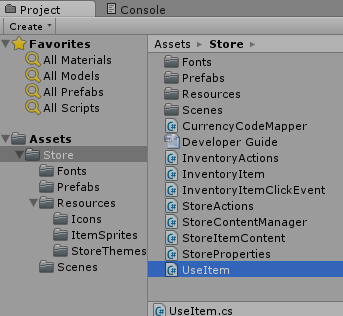 Project
Console
Create
Favorites
All Materials
All Models
All Prefabs
All Scripts
Assets
Store
Fonts
Prefabs
Resources
Icons
ItemSprites
StoreThemes
Scenes
Assets Store
Fonts
Prefabs
Resources
Scenes
CurrencyCodeMapper
Developer Guide
InventoryActions
InventoryItem
InventoryItemClickEvent
StoreActions
StoreContentManager
StoreItemContent
StoreProperties
UseItem
UseItem.cs